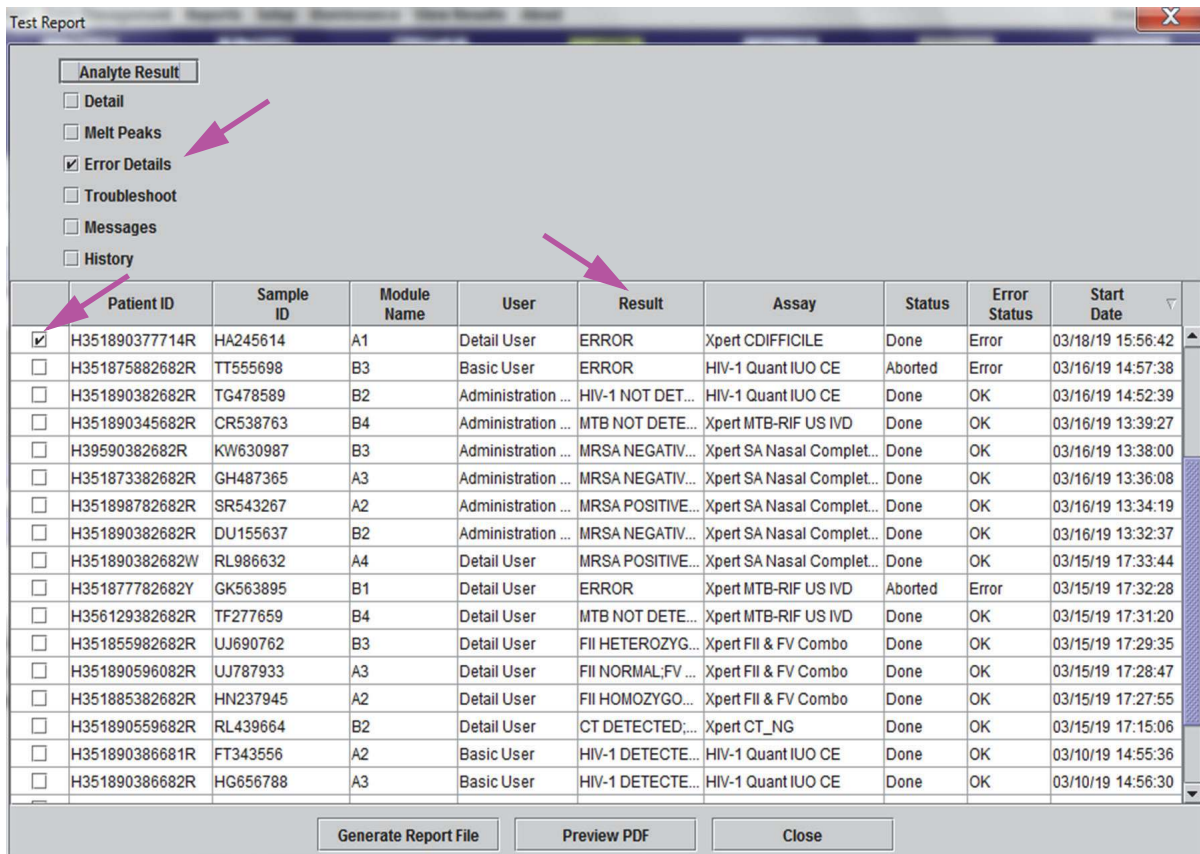 Test Report
X
Analyte Result
Detail
Melt Peaks
Error Details
Troubleshoot
Messages
History
Patient ID Sample ID Module Name User Result Assay Status Error Status Start Date
H351890377714R HA245614 A1 Detail User ERROR Xpert CDIFFICILE Done Error 03/18/19 15:56:42
H351875882682R TT555698 B3 Basic User ERROR HIV-1 Quant IUO CE Aborted Error 03/16/19 14:57:38
H351890382682R TG478589 B2 Administration ... HIV-1 NOT DET... HIV-1 Quant IUO CE Done OK 03/16/19 14:52:39
H351890345682R CR538763 B4 Administration ... MTB NOT DETE... Xpert MTB-RIF US IVD Done OK 03/16/19 13:39:27
H39590382682R KW630987 B3 Administration ... MRSA NEGATIV... Xpert SA Nasal Complet... Done OK 03/16/19 13:38:00
H351873382682R GH487365 A3 Administration ... MRSA NEGATIV... Xpert SA Nasal Complet... Done OK 03/16/19 13:36:08
H351898782682R SR543267 A2 Administration ... MRSA POSITIVE... Xpert SA Nasal Complet... Done OK 03/16/19 13:34:19
H351890382682R DU155637 B2 Administration ... MRSA NEGATIV... Xpert SA Nasal Complet... Done OK 03/16/19 13:32:37
H351890382682W RL986632 A4 Detail User MRSA POSITIVE... Xpert SA Nasal Complet... Done OK 03/15/19 17:33:44
H351877782682Y GK563895 B1 Detail User ERROR Xpert MTB-RIF US IVD Aborted Error 03/15/19 17:32:28
H356129382682R TF277659 B4 Detail User MTB NOT DETE... Xpert MTB-RIF US IVD Done OK 03/15/19 17:31:20
H351855982682R UJ690762 B3 Detail User FII HETEROZYG... Xpert FII & FV Combo Done OK 03/15/19 17:29:35
H351890596082R UJ787933 A3 Detail User FII NORMAL;FV ... Xpert FII & FV Combo Done OK 03/15/19 17:28:47
H351885382682R HN237945 A2 Detail User FII HOMOZYGO... Xpert FII & FV Combo Done OK 03/15/19 17:27:55
H351890559682R RL439664 B2 Detail User CT DETECTED;... Xpert CT_NG Done OK 03/15/19 17:15:06
H351890386681R FT343556 A2 Basic User HIV-1 DETECTE... HIV-1 Quant IUO CE Done OK 03/10/19 14:55:36
H351890386682R HG656788 A3 Basic User HIV-1 DETECTE... HIV-1 Quant IUO CE Done OK 03/10/19 14:56:30
Generate Report File Preview PDF Close